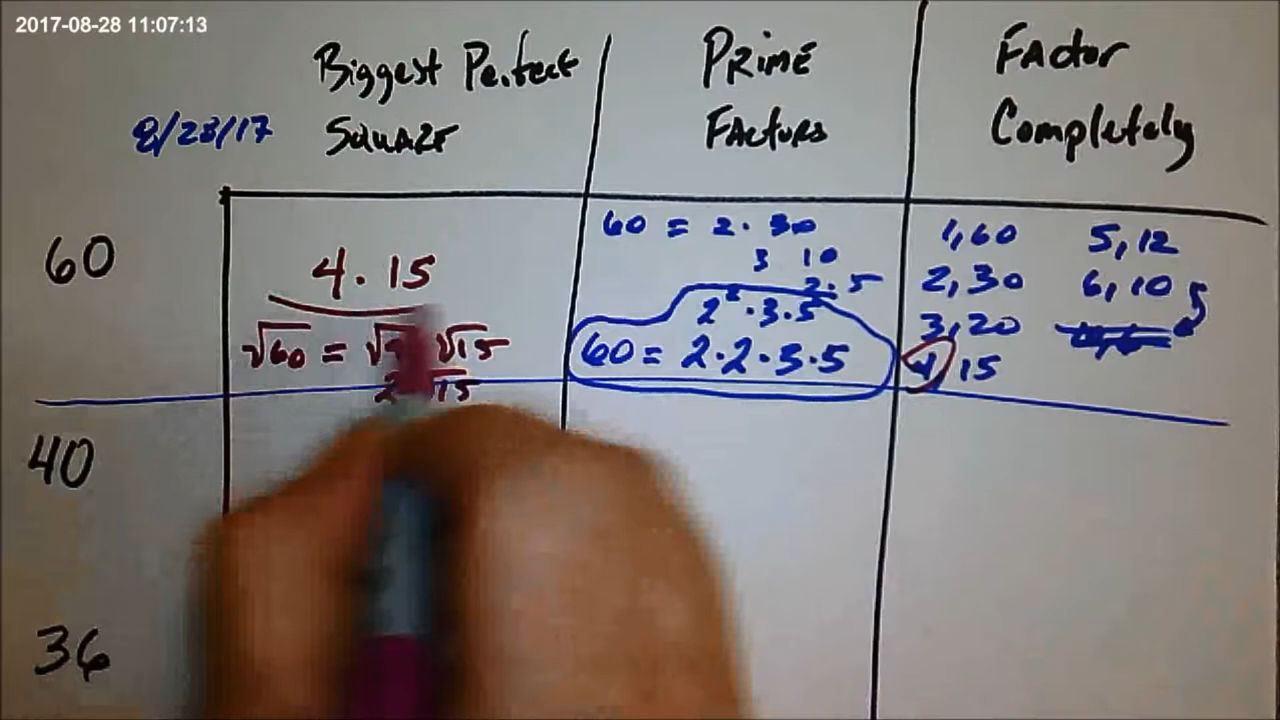 2017-08-28 11:07:13
Biggest Perfect
Square
Prime
Factors
Factor
Completely
8/28/17
60
4 · 15
√60 = √ √15
2 √15
60 = 2 · 30
3 10
2 · 5
2² · 3 · 5
60 = 2 · 2 · 3 · 5
1, 60 5, 12
2, 30 6, 10
3, 20
4, 15
40
36